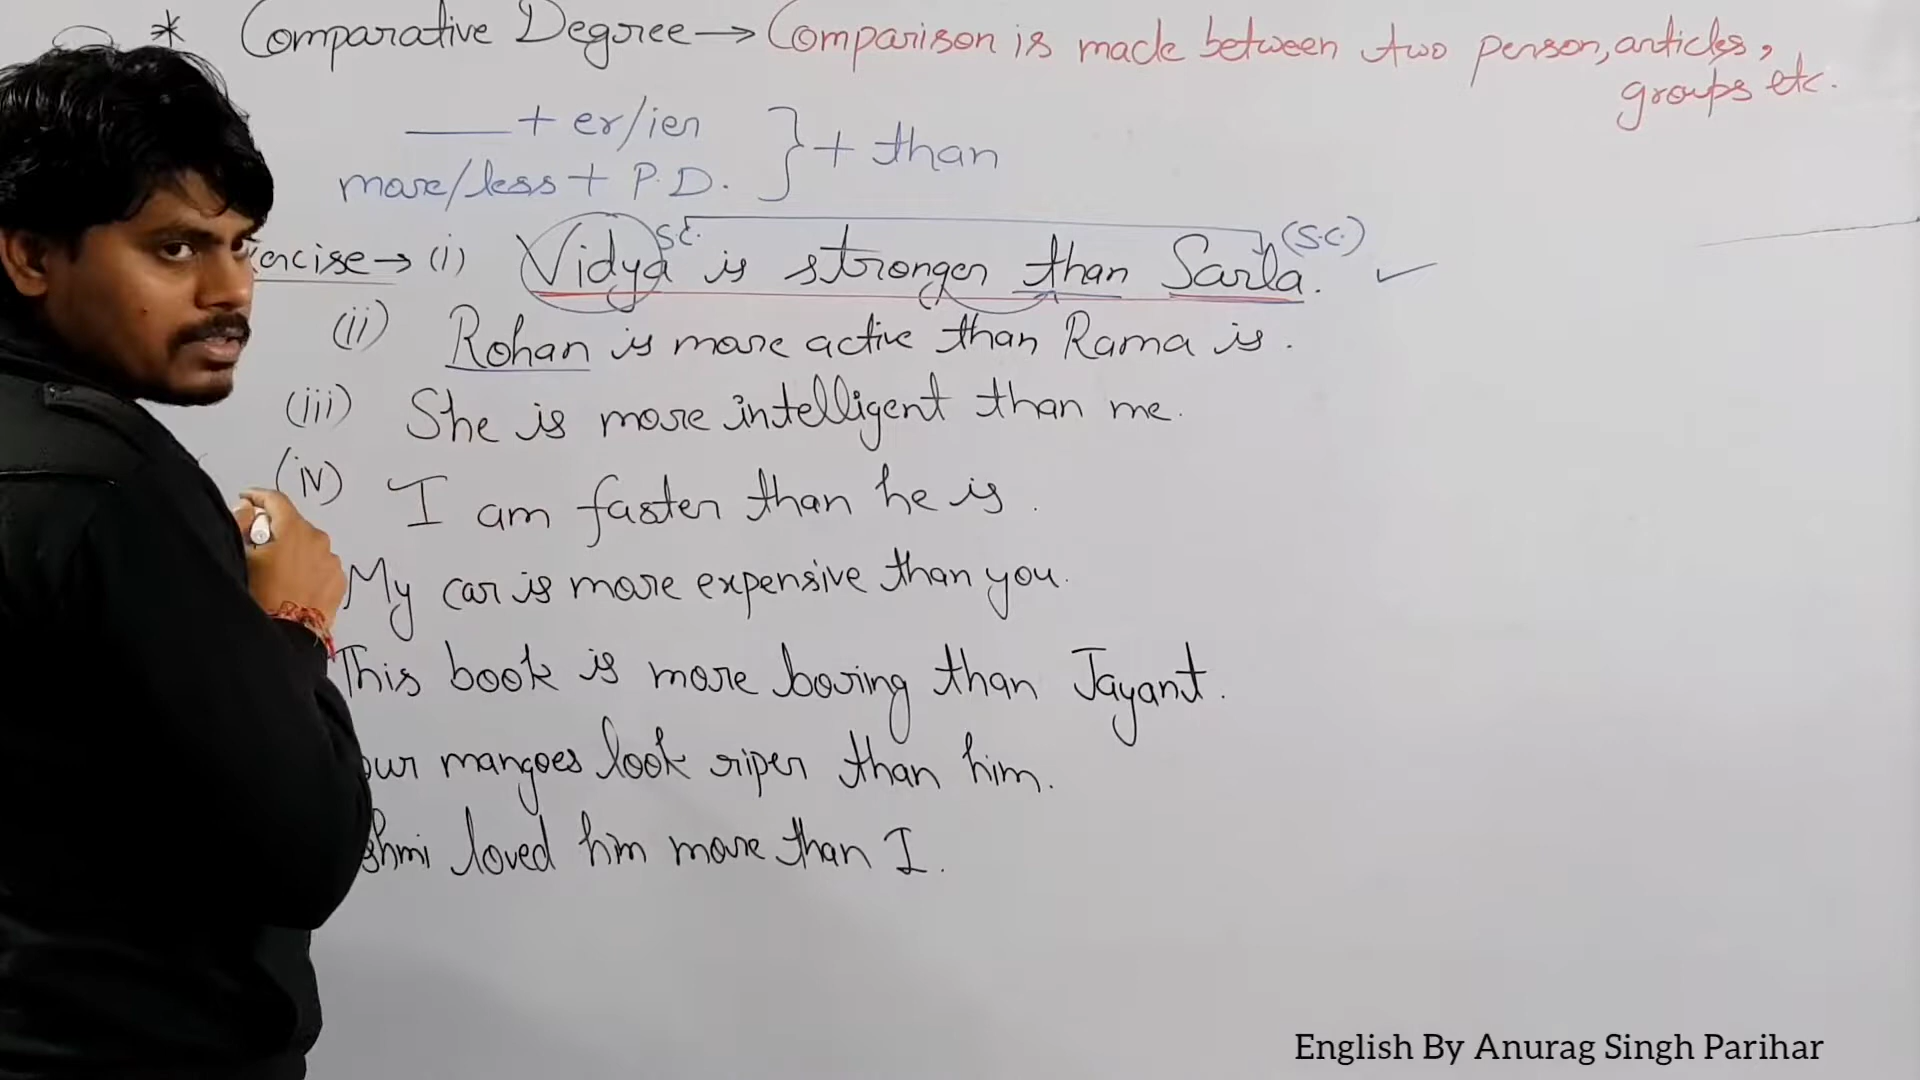 * Comparative Degree → Comparison is made between two person, articles,
groups etc.
___ + er/ier
more/less + P.D. } + than
ercise → (i) Vidya is stronger than Sarla. ✓
S.C. (S.C.)
(ii) Rohan is more active than Rama is.
(iii) She is more intelligent than me.
(iv) I am faster than he is.
My car is more expensive than you.
This book is more boring than Jayant.
our mangoes look riper than him.
shmi loved him more than I.
English By Anurag Singh Parihar